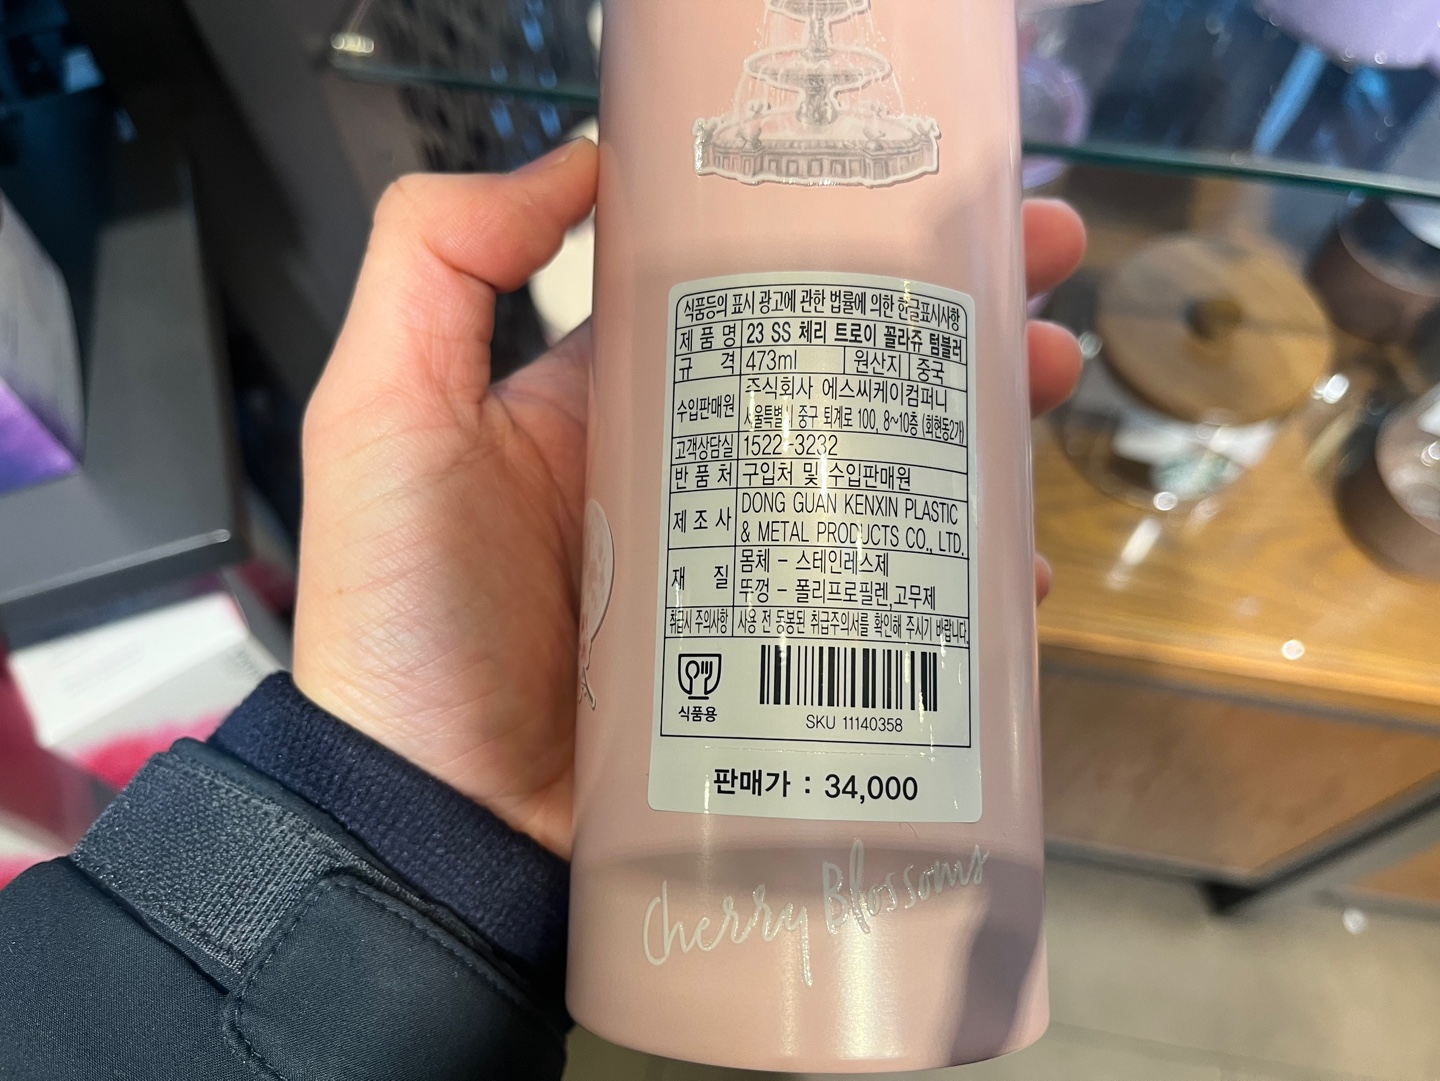 식품등의 표시 광고에 관한 법률에 의한 한글표시사항
제 품 명 23 SS 체리 트로이 꼴라쥬 텀블러
규 격 473ml 원산지 중국
수입판매원 주식회사 에스씨케이컴퍼니
서울특별시 중구 퇴계로 100, 8~10층 (회현동2가)
고객상담실 1522-3232
반 품 처 구입처 및 수입판매원
제 조 사 DONG GUAN KENXIN PLASTIC
& METAL PRODUCTS CO., LTD.
재 질 몸체 - 스테인레스제
뚜껑 - 폴리프로필렌,고무제
취급시 주의사항 사용 전 동봉된 취급주의서를 확인해 주시기 바랍니다.
식품용
SKU 11140358
판매가 : 34,000
Cherry Blossoms